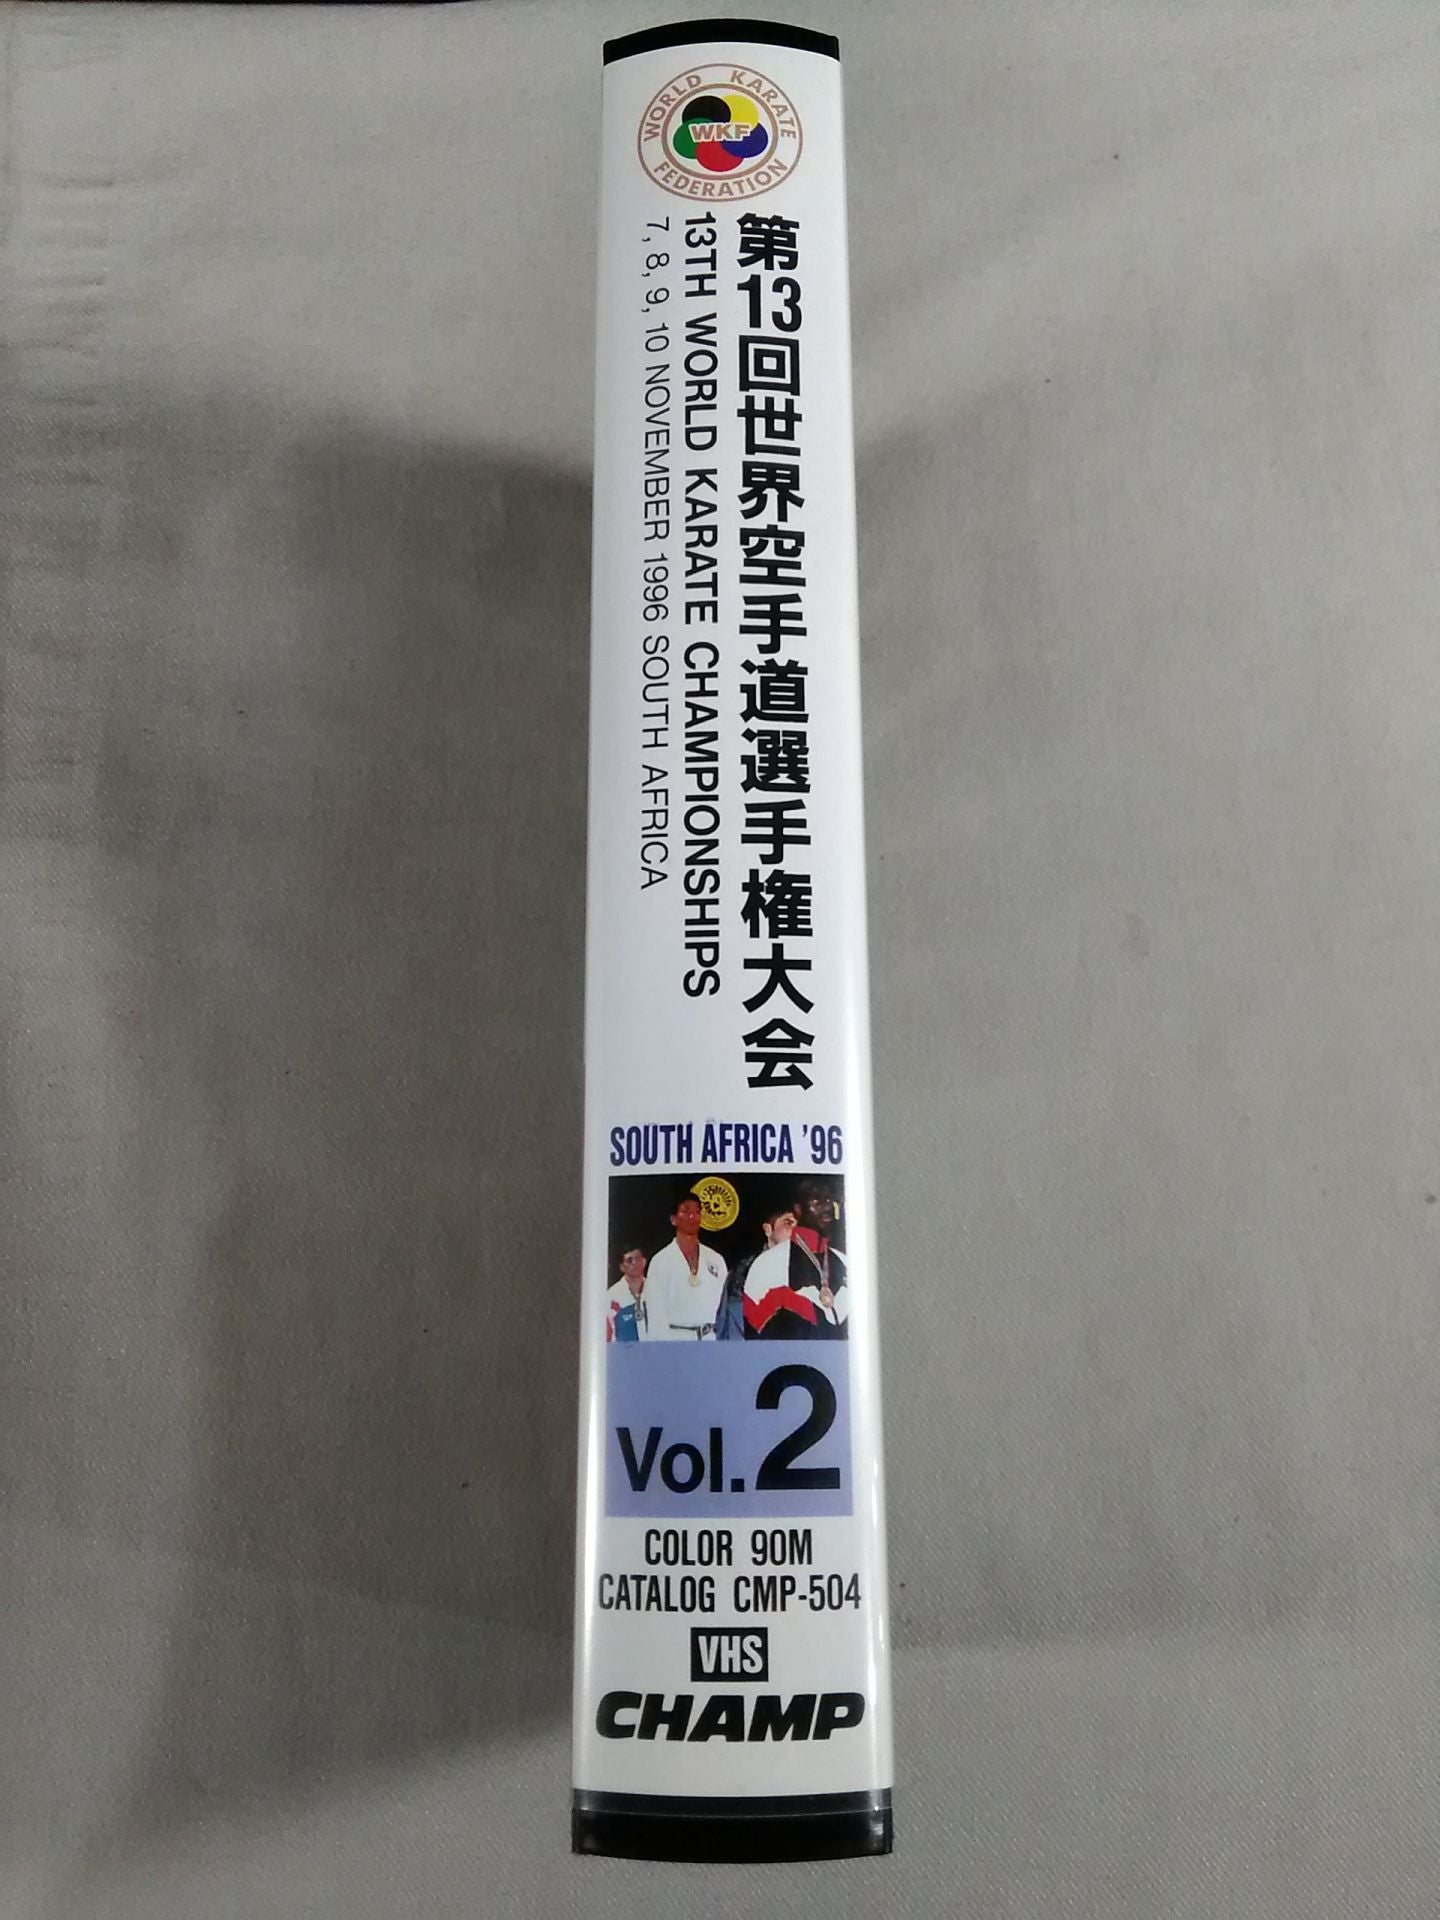 WORLD KARATE FEDERATION
WKF
第13回世界空手道選手権大会
13TH WORLD KARATE CHAMPIONSHIPS
7, 8, 9, 10 NOVEMBER 1996 SOUTH AFRICA
SOUTH AFRICA '96
Vol.2
COLOR 90M
CATALOG CMP-504
VHS
CHAMP